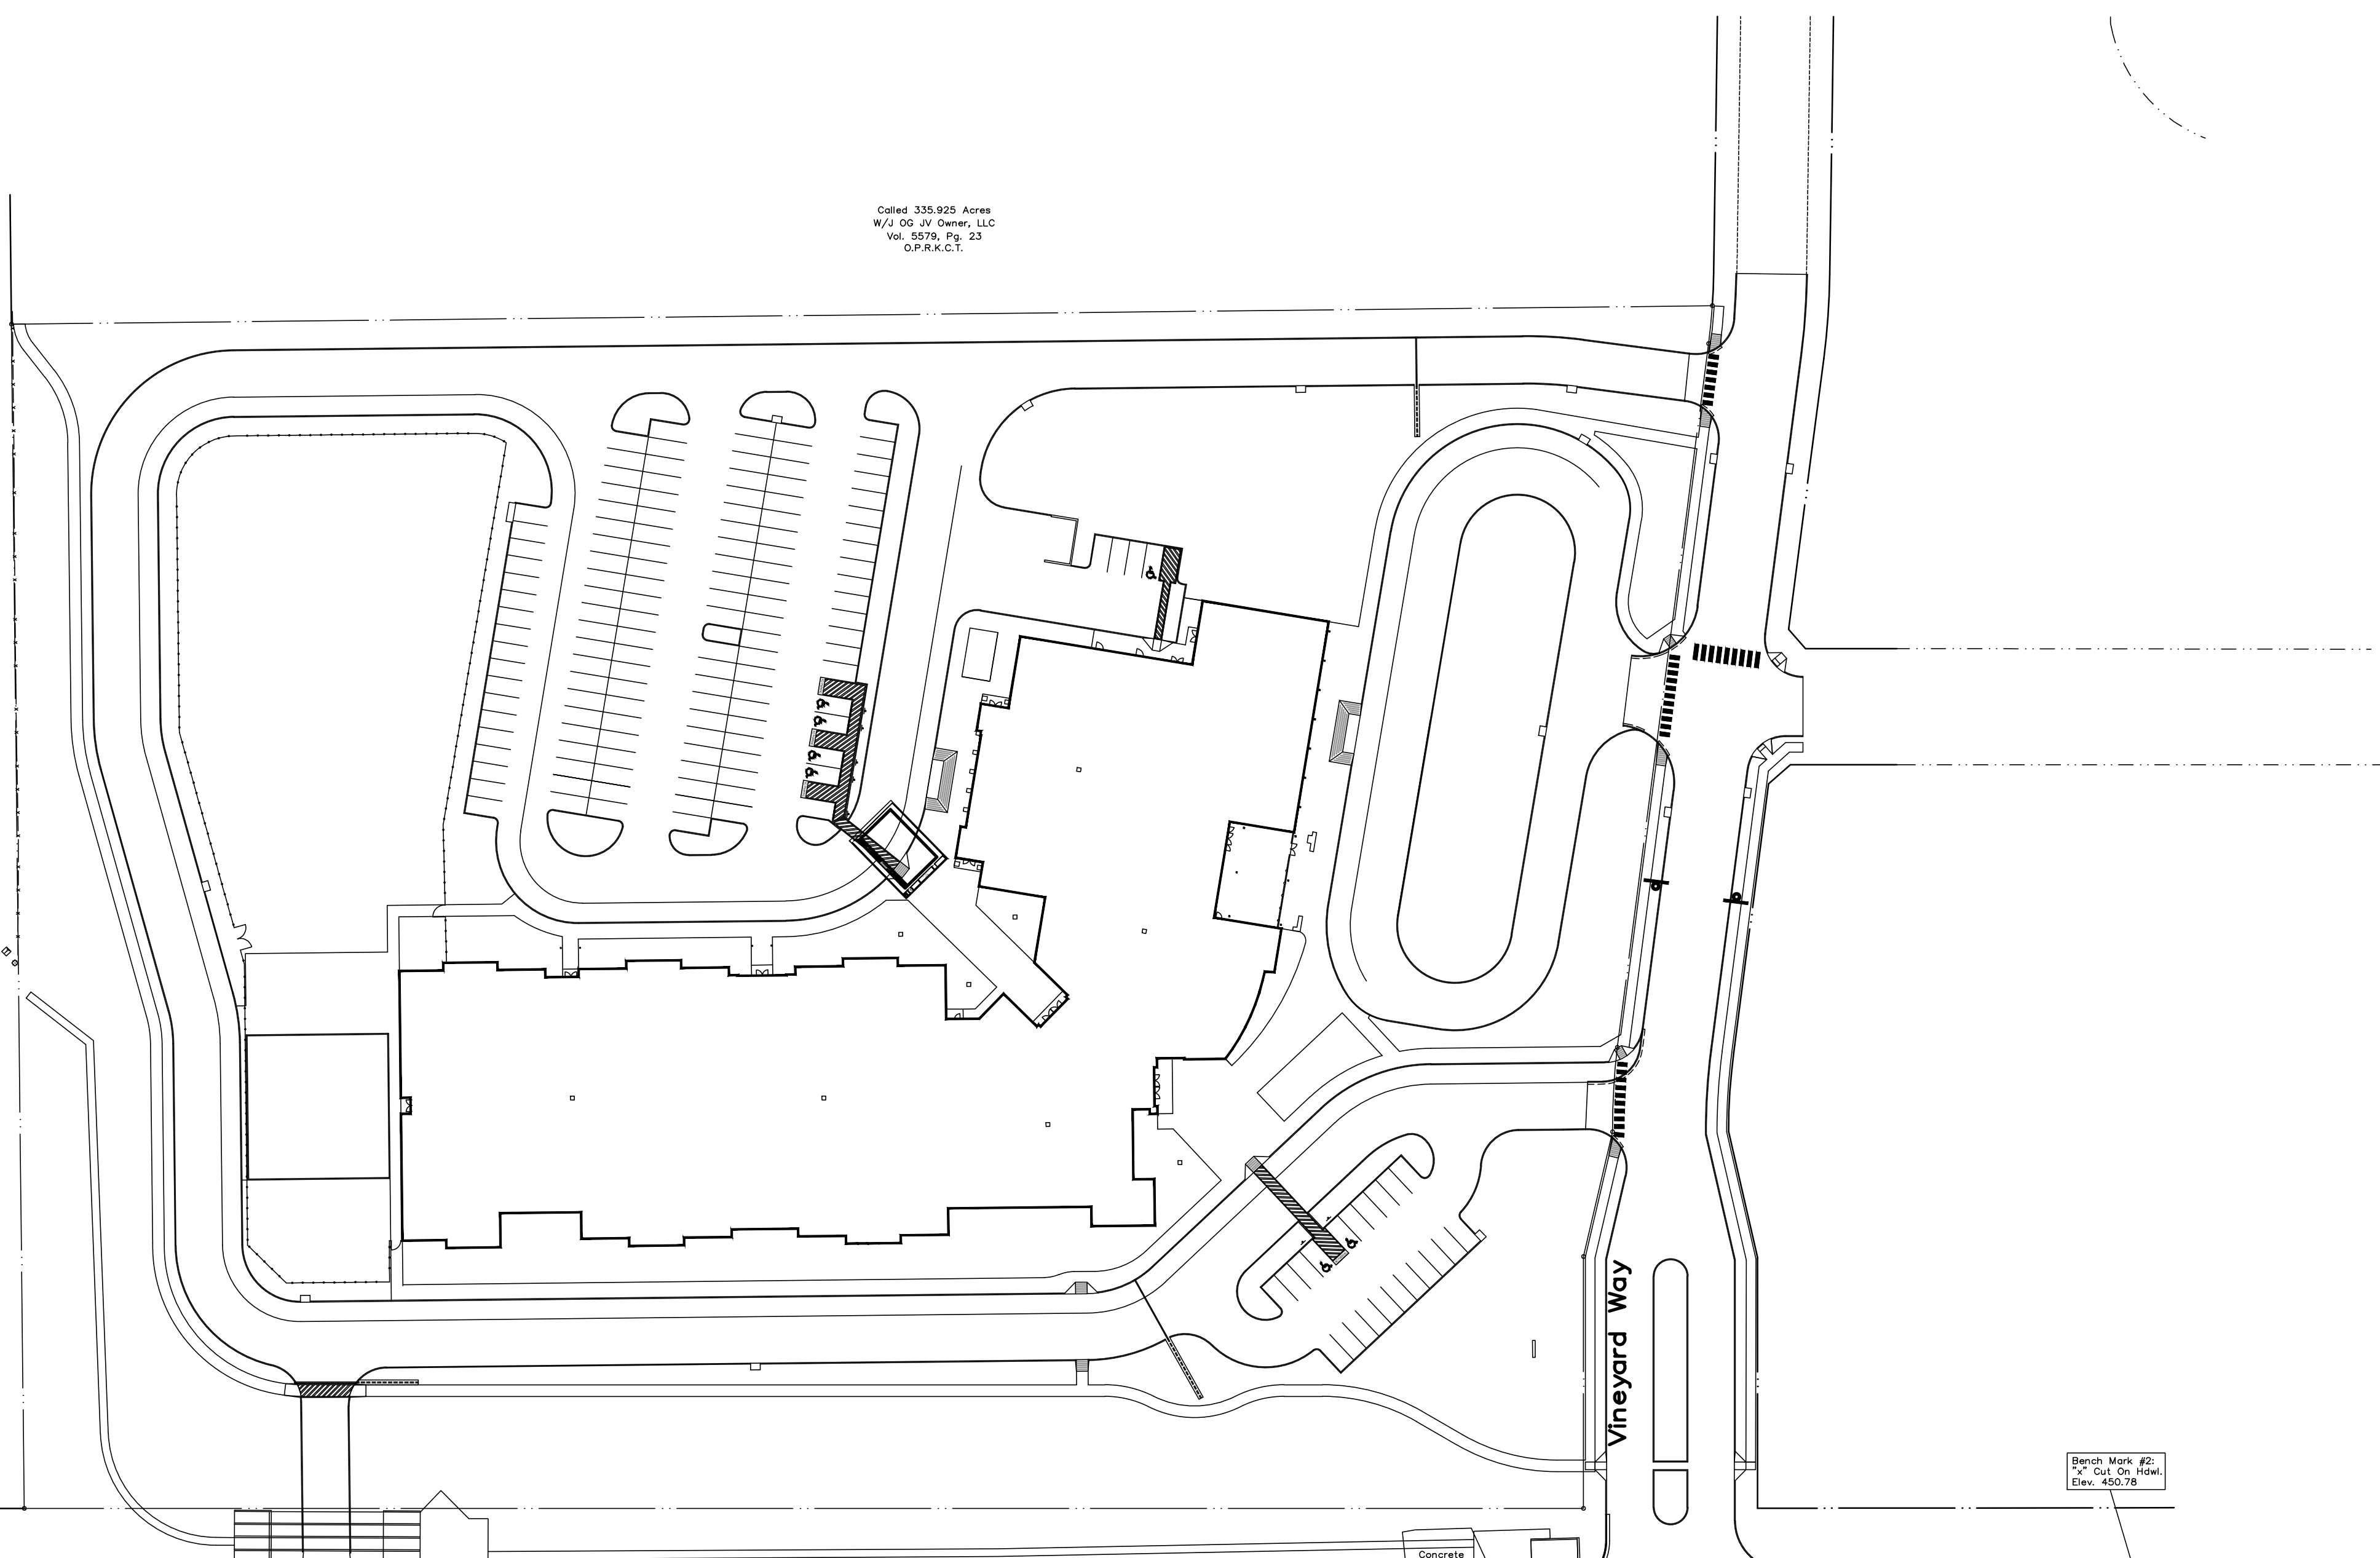 Called 335.925 Acres
W/J OG JV Owner, LLC
Vol. 5579, Pg. 23
O.P.R.K.C.T.
Vineyard Way
Bench Mark #2:
"x" Cut On Hdwl.
Elev. 450.78
Concrete